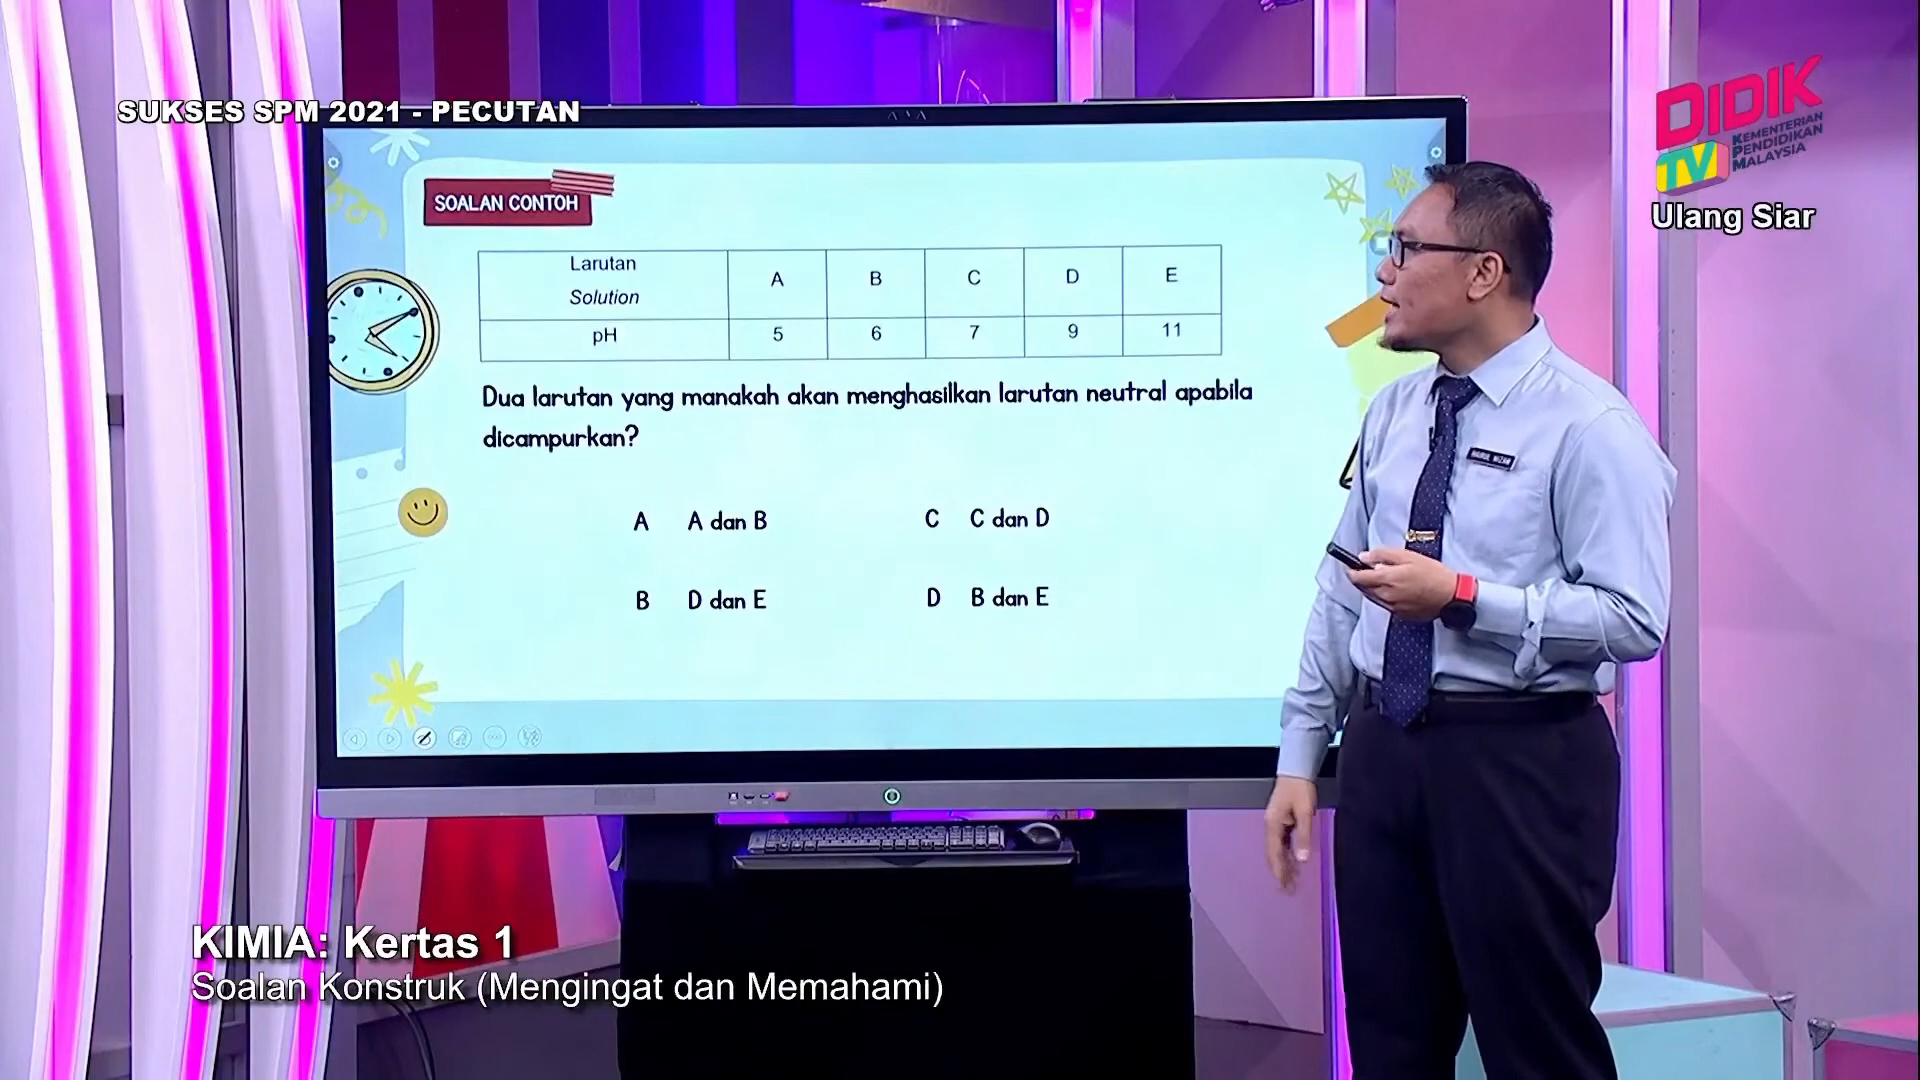 SUKSES SPM 2021 - PECUTAN
DIDIK
TV
KEMENTERIAN
PENDIDIKAN
MALAYSIA
Ulang Siar
SOALAN CONTOH
Larutan
Solution
A B C D E
pH 5 6 7 9 11
Dua larutan yang manakah akan menghasilkan larutan neutral apabila
dicampurkan?
A A dan B C C dan D
B D dan E D B dan E
KIMIA: Kertas 1
Soalan Konstruk (Mengingat dan Memahami)